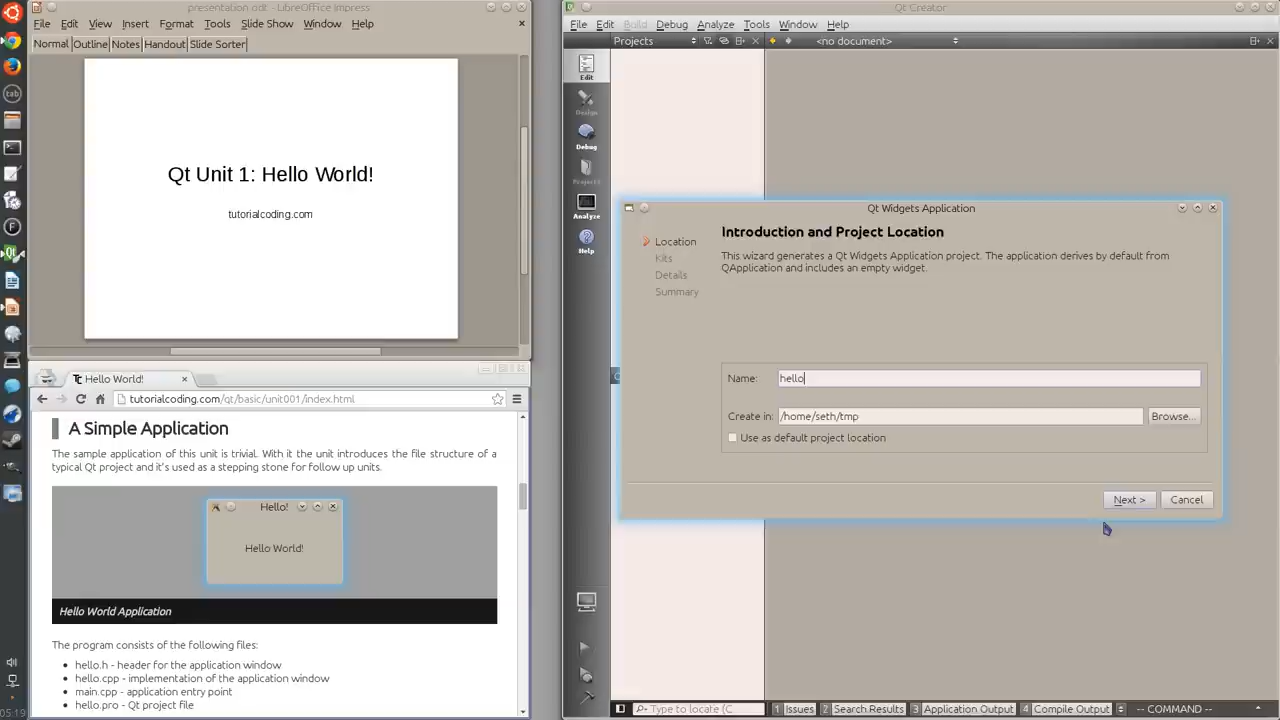 presentation.odt - LibreOffice Impress
File Edit View Insert Format Tools Slide Show Window Help
Normal Outline Notes Handout Slide Sorter
Qt Unit 1: Hello World!
tutorialcoding.com
Hello World!
tutorialcoding.com/qt/basic/unit001/index.html
A Simple Application
The sample application of this unit is trivial. With it the unit introduces the file structure of a
typical Qt project and it's used as a stepping stone for follow up units.
Hello!
Hello World!
Hello World Application
The program consists of the following files:
hello.h - header for the application window
hello.cpp - implementation of the application window
main.cpp - application entry point
hello.pro - Qt project file
Qt Creator
File Edit Build Debug Analyze Tools Window Help
Projects
<no document>
Edit
Design
Debug
Projects
Analyze
Help
Qt Widgets Application
Location
Kits
Details
Summary
Introduction and Project Location
This wizard generates a Qt Widgets Application project. The application derives by default from
QApplication and includes an empty widget.
Name: hello
Create in: /home/seth/tmp Browse...
Use as default project location
Next > Cancel
Type to locate (C
1 Issues 2 Search Results 3 Application Output 4 Compile Output -- COMMAND --
05:19